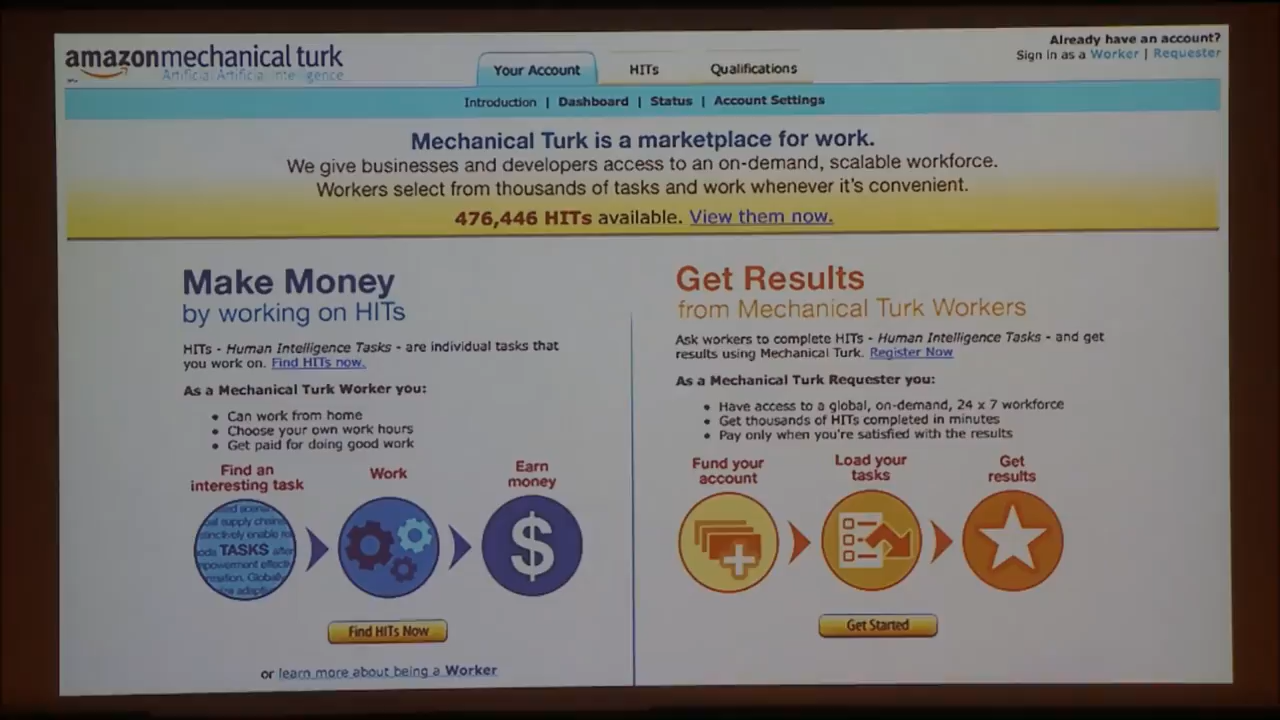 amazonmechanical turk
Artificial Artificial Intelligence
Already have an account?
Sign in as a Worker | Requester
Your Account
HITs
Qualifications
Introduction | Dashboard | Status | Account Settings
Mechanical Turk is a marketplace for work.
We give businesses and developers access to an on-demand, scalable workforce.
Workers select from thousands of tasks and work whenever it's convenient.
476,446 HITs available. View them now.
Make Money
by working on HITs
HITs - Human Intelligence Tasks - are individual tasks that
you work on. Find HITs now.
As a Mechanical Turk Worker you:
• Can work from home
• Choose your own work hours
• Get paid for doing good work
Find an
interesting task
Work
Earn
money
TASKS
$
Find HITs Now
or learn more about being a Worker
Get Results
from Mechanical Turk Workers
Ask workers to complete HITs - Human Intelligence Tasks - and get
results using Mechanical Turk. Register Now
As a Mechanical Turk Requester you:
• Have access to a global, on-demand, 24 x 7 workforce
• Get thousands of HITs completed in minutes
• Pay only when you're satisfied with the results
Fund your
account
Load your
tasks
Get
results
Get Started